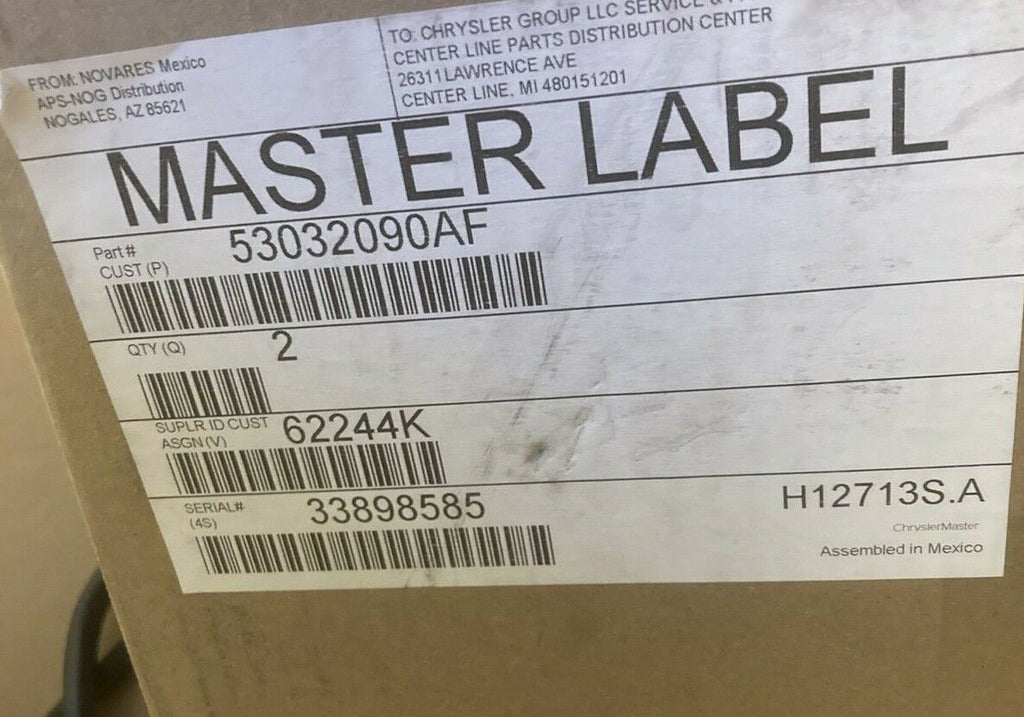 FROM: NOVARES Mexico
APS-NOG Distribution
NOGALES, AZ 85621
TO: CHRYSLER GROUP LLC SERVICE &
CENTER LINE PARTS DISTRIBUTION CENTER
26311 LAWRENCE AVE
CENTER LINE, MI 480151201
MASTER LABEL
Part# 53032090AF
CUST (P)
QTY (Q) 2
SUPLR ID CUST 62244K
ASGN (V)
SERIAL# 33898585
(4S)
H12713S.A
ChryslerMaster
Assembled in Mexico